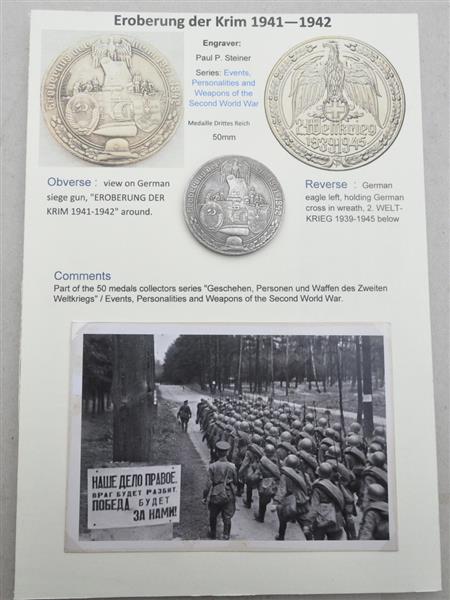 Eroberung der Krim 1941—1942
Engraver:
Paul P. Steiner
Series: Events,
Personalities and
Weapons of the
Second World War
Medaille Drittes Reich
50mm
2. WELTKRIEG
1939-1945
Obverse : view on German
siege gun, "EROBERUNG DER
KRIM 1941-1942" around.
Reverse : German
eagle left, holding German
cross in wreath, 2. WELT-
KRIEG 1939-1945 below
Comments
Part of the 50 medals collectors series "Geschehen, Personen und Waffen des Zweiten
Weltkriegs" / Events, Personalities and Weapons of the Second World War.
НАШЕ ДЕЛО ПРАВОЕ.
ВРАГ БУДЕТ РАЗБИТ.
ПОБЕДА БУДЕТ
ЗА НАМИ!